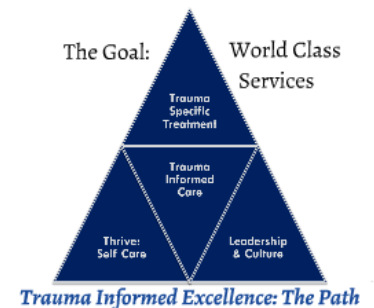 The Goal:
World Class
Services
Trauma
Specific
Treatment
Trauma
Informed
Care
Thrive:
Self Care
Leadership
& Culture
Trauma Informed Excellence: The Path